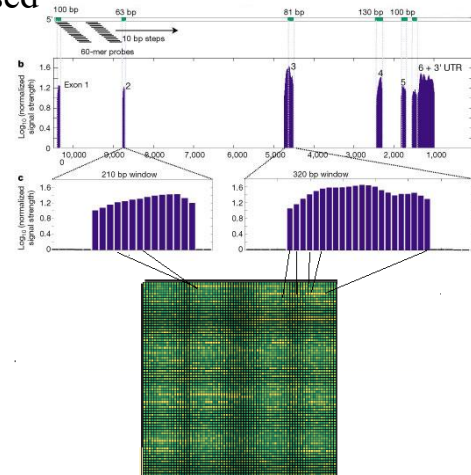 sed
100 bp 63 bp 81 bp 130 bp 100 bp
5'
10 bp steps
60-mer probes
b
Log10 (normalized signal strength)
1.6
1.2
0.8
0.4
0
Exon 1 2 3 4 5 6 + 3' UTR
10,000 9,000 8,000 7,000 6,000 5,000 4,000 3,000 2,000 1,000
0
c
210 bp window 320 bp window
Log10 (normalized signal strength)
1.6
1.2
0.8
0.4
0
1.6
1.2
0.8
0.4
0